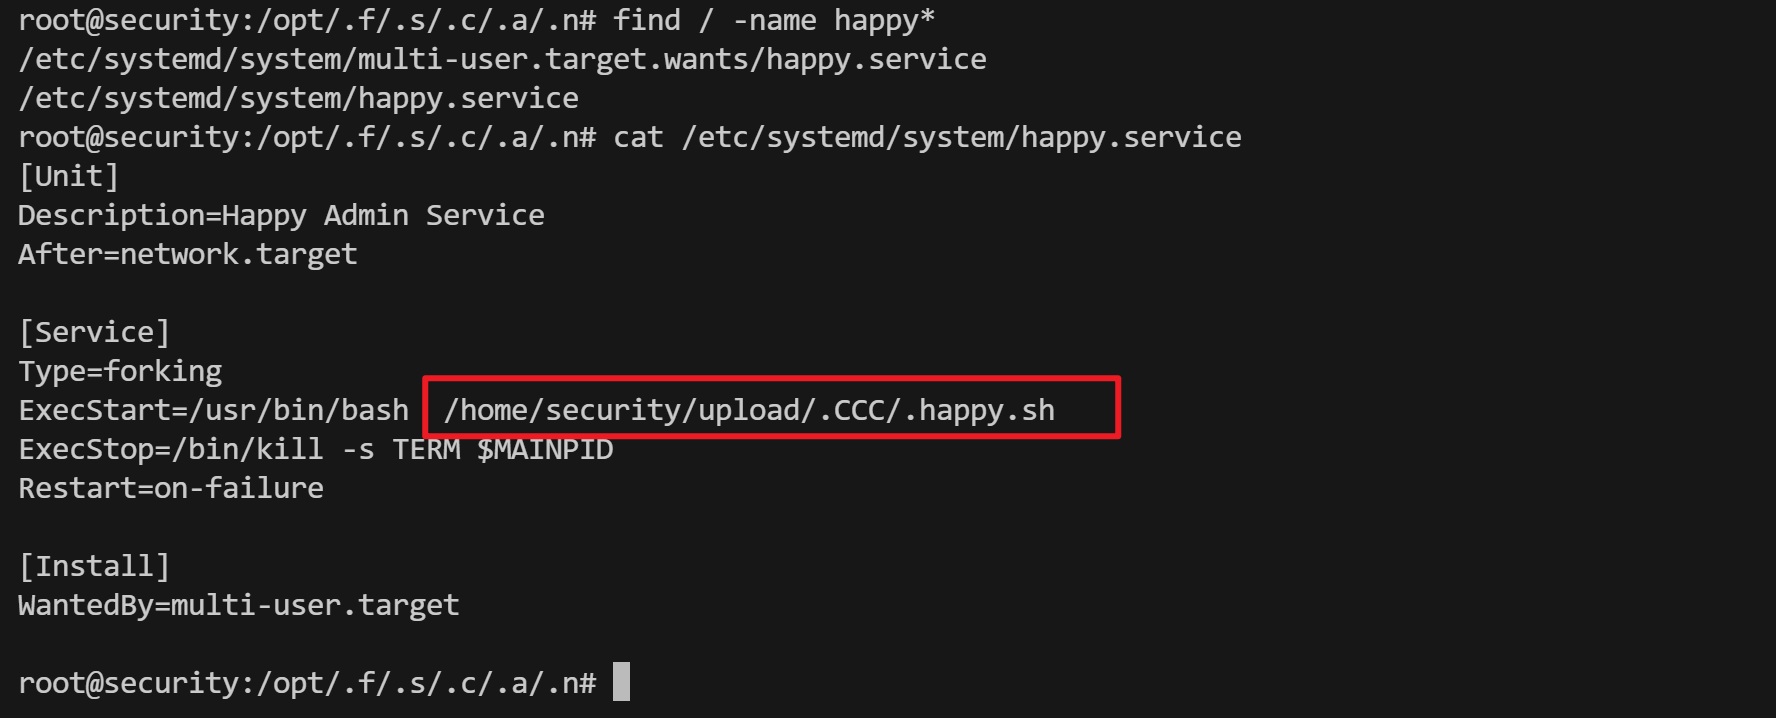 root@security:/opt/.f/.s/.c/.a/.n# find / -name happy*
/etc/systemd/system/multi-user.target.wants/happy.service
/etc/systemd/system/happy.service
root@security:/opt/.f/.s/.c/.a/.n# cat /etc/systemd/system/happy.service
[Unit]
Description=Happy Admin Service
After=network.target

[Service]
Type=forking
ExecStart=/usr/bin/bash  /home/security/upload/.CCC/.happy.sh
ExecStop=/bin/kill -s TERM $MAINPID
Restart=on-failure

[Install]
WantedBy=multi-user.target

root@security:/opt/.f/.s/.c/.a/.n#